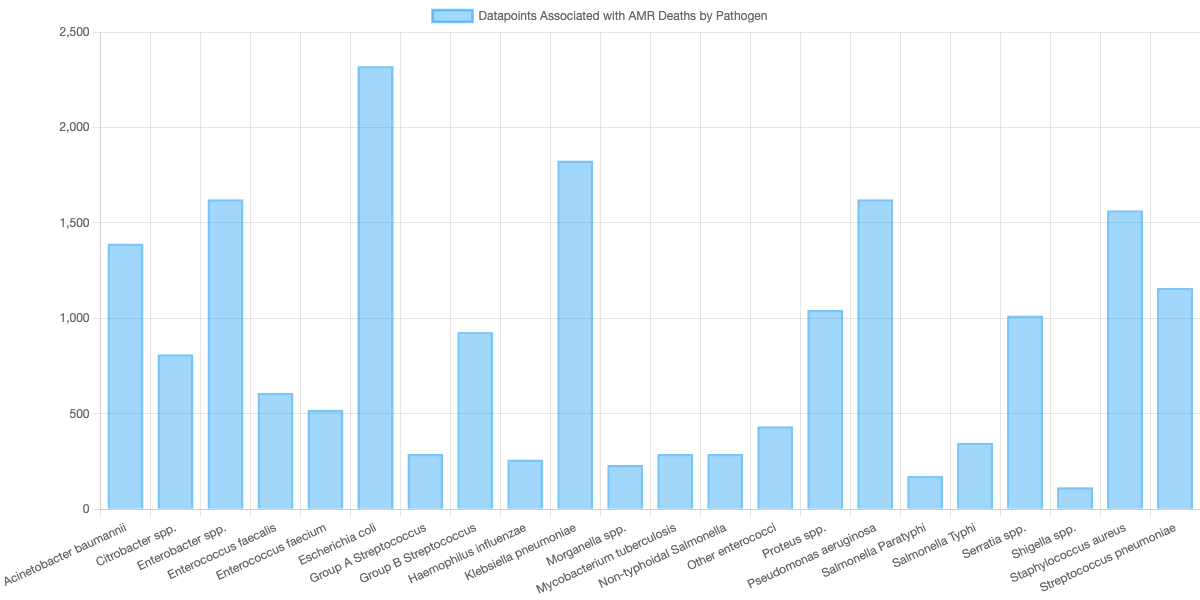 Datapoints Associated with AMR Deaths by Pathogen
2,500
2,000
1,500
1,000
500
0
Acinetobacter baumannii
Citrobacter spp.
Enterobacter spp.
Enterococcus faecalis
Enterococcus faecium
Escherichia coli
Group A Streptococcus
Group B Streptococcus
Haemophilus influenzae
Klebsiella pneumoniae
Morganella spp.
Mycobacterium tuberculosis
Non-typhoidal Salmonella
Other enterococci
Proteus spp.
Pseudomonas aeruginosa
Salmonella Paratyphi
Salmonella Typhi
Serratia spp.
Shigella spp.
Staphylococcus aureus
Streptococcus pneumoniae